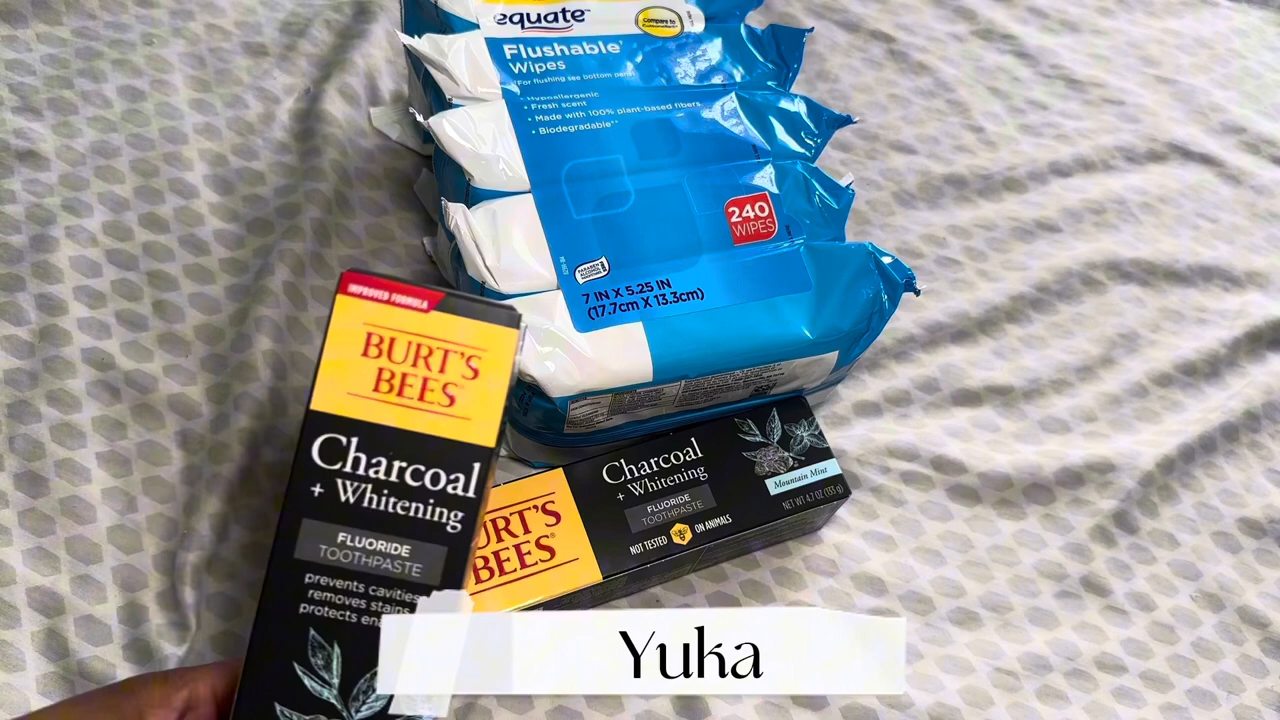 equate™
Compare to
Flushable†
Wipes
†For flushing see bottom panel
• Hypoallergenic
• Fresh scent
• Made with 100% plant-based fibers
• Biodegradable**
240
WIPES
7 IN X 5.25 IN
(17.7cm X 13.3cm)
IMPROVED FORMULA
BURT'S
BEES®
Charcoal
+ Whitening
FLUORIDE
TOOTHPASTE
prevents cavities
removes stains
protects
URT'S
BEES®
Charcoal
+ Whitening
FLUORIDE
TOOTHPASTE
NOT TESTED ON ANIMALS
Mountain Mint
NET WT 4.7 OZ (133 g)
Yuka